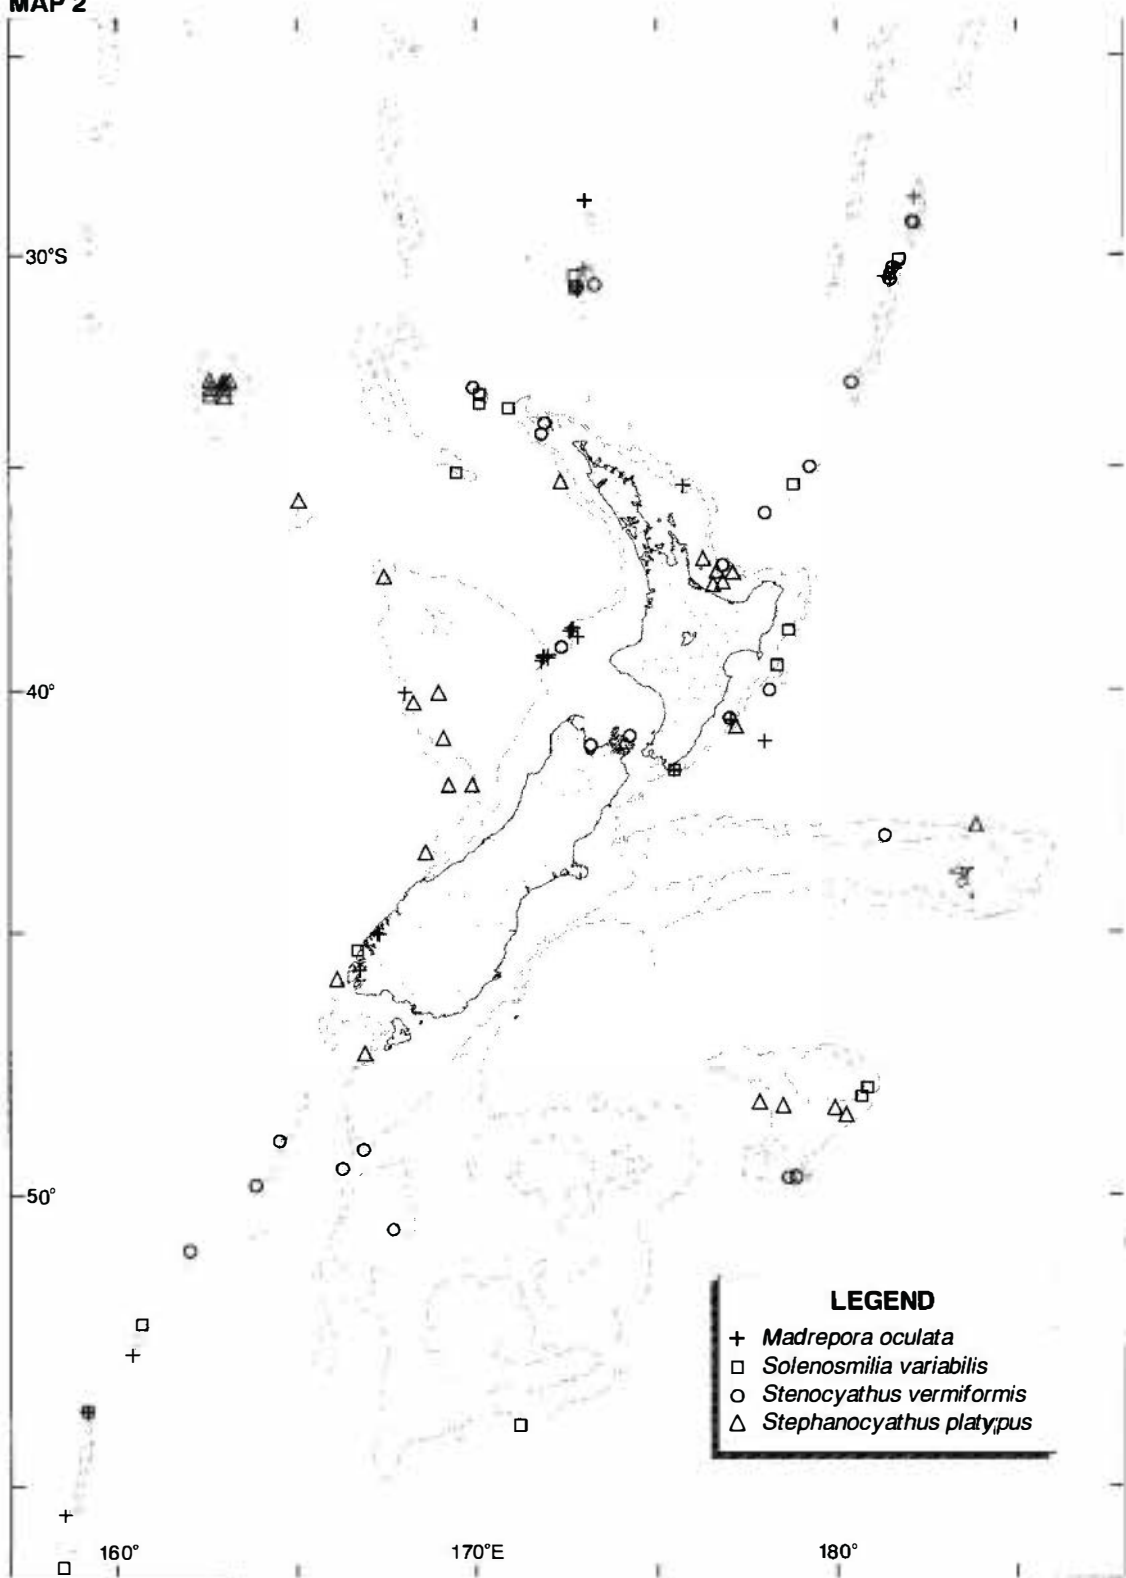 MAP 2
30°S
40°
50°
LEGEND
+ Madrepora oculata
□ Solenosmilia variabilis
○ Stenocyathus vermiformis
△ Stephanocyathus platypus
160°
170°E
180°